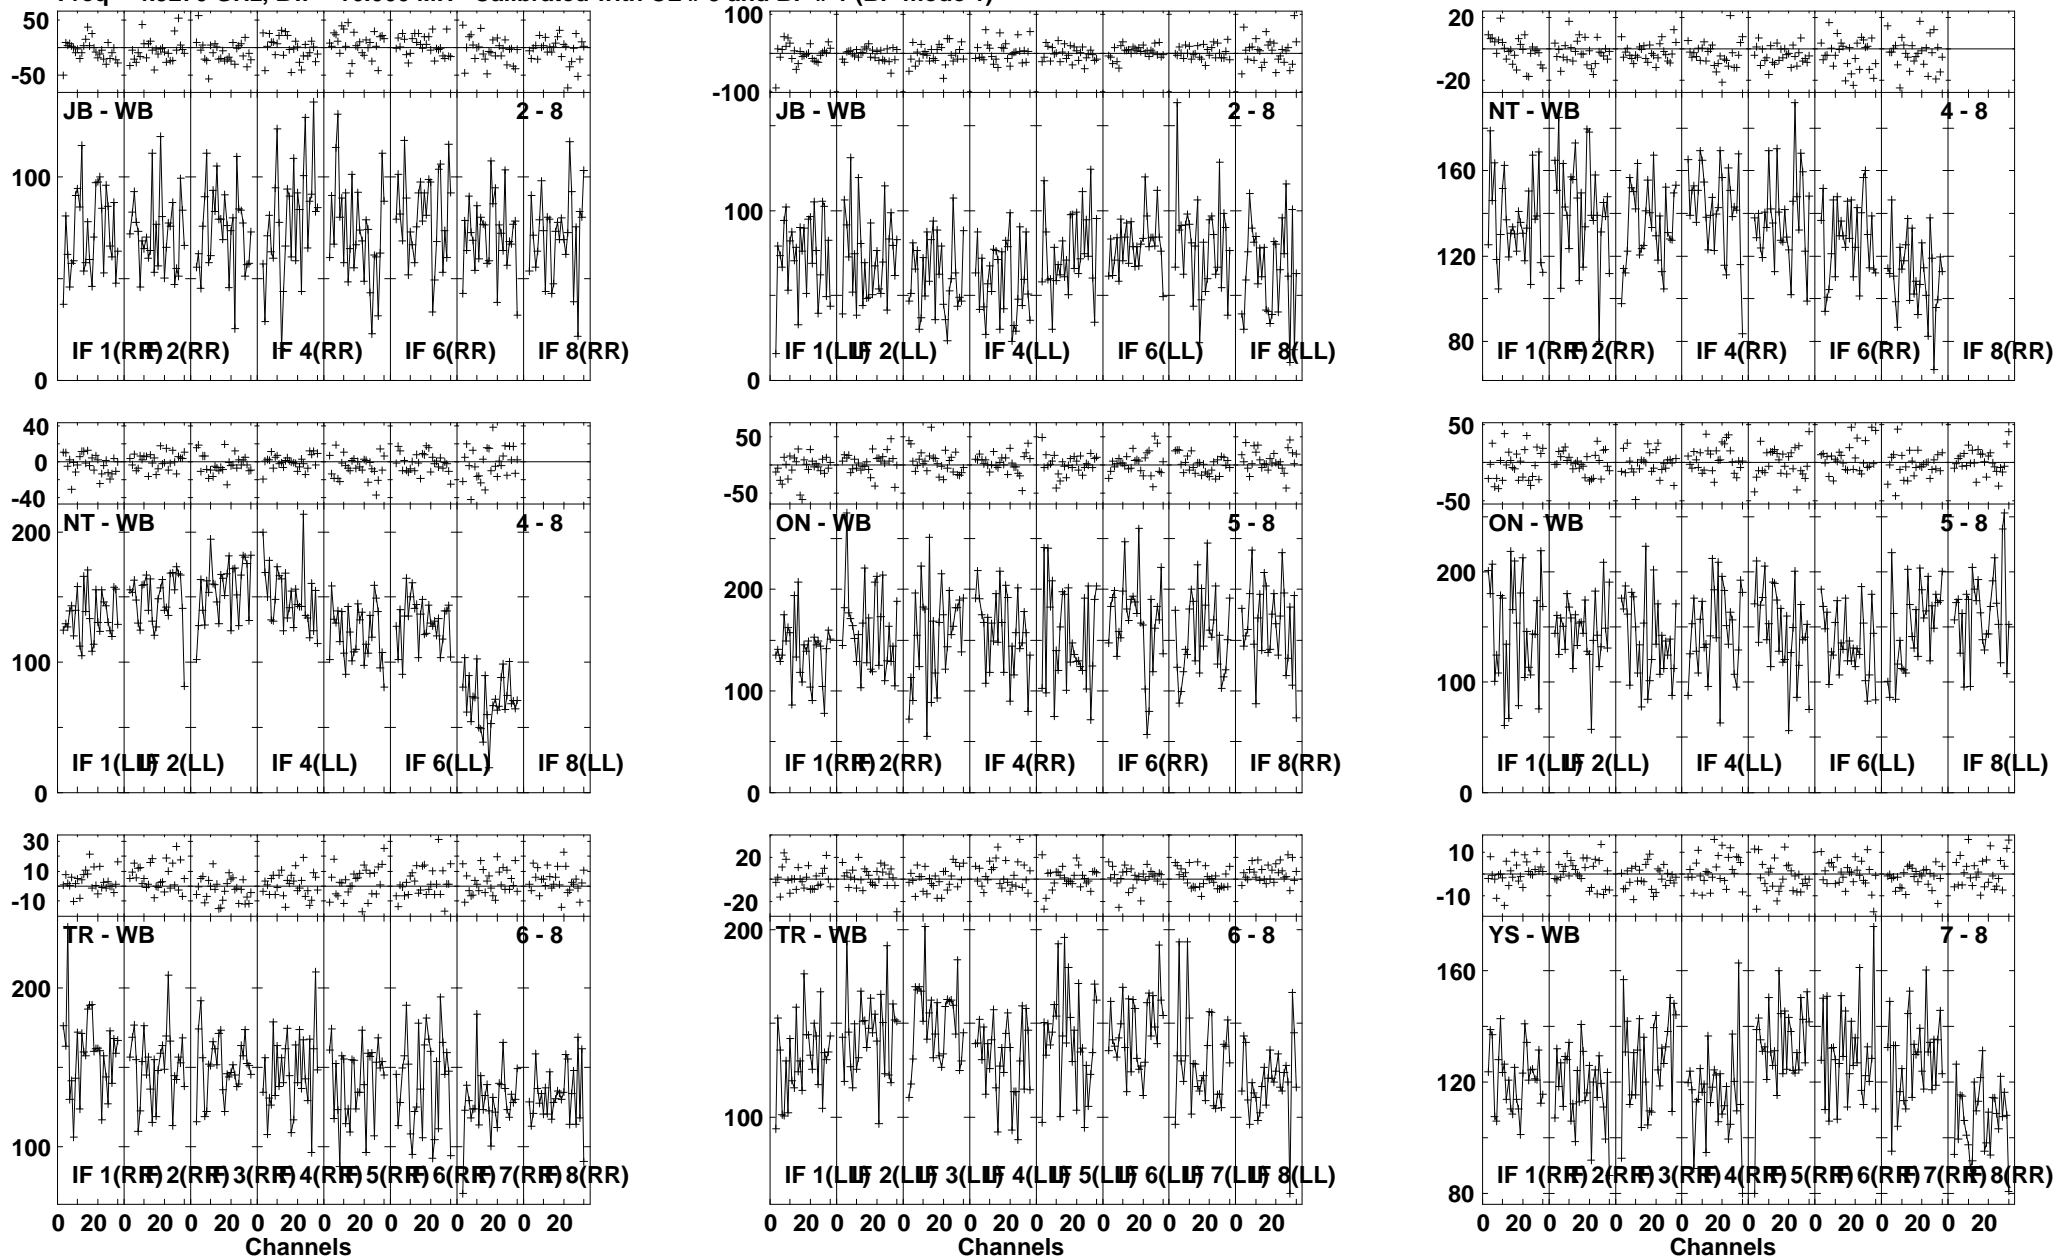 50
-50
JB - WB 2 - 8
100
0
IF 1(RR) IF 2(RR) IF 4(RR) IF 6(RR) IF 8(RR)
100
-100
JB - WB 2 - 8
100
0
IF 1(LL) IF 2(LL) IF 4(LL) IF 6(LL) IF 8(LL)
20
-20
NT - WB 4 - 8
160
120
80
IF 1(RR) IF 2(RR) IF 4(RR) IF 6(RR) IF 8(RR)
40
0
-40
NT - WB 4 - 8
200
100
0
IF 1(LL) IF 2(LL) IF 4(LL) IF 6(LL) IF 8(LL)
50
-50
ON - WB 5 - 8
200
100
0
IF 1(RR) IF 2(RR) IF 4(RR) IF 6(RR) IF 8(RR)
50
-50
ON - WB 5 - 8
200
100
0
IF 1(LL) IF 2(LL) IF 4(LL) IF 6(LL) IF 8(LL)
30
10
-10
TR - WB 6 - 8
200
100
IF 1(RR) IF 2(RR) IF 3(RR) IF 4(RR) IF 5(RR) IF 6(RR) IF 7(RR) IF 8(RR)
0 20 0 20 0 20 0 20 0 20 0 20 0 20 0 20
Channels
20
-20
TR - WB 6 - 8
200
100
IF 1(LL) IF 2(LL) IF 3(LL) IF 4(LL) IF 5(LL) IF 6(LL) IF 7(LL) IF 8(LL)
0 20 0 20 0 20 0 20 0 20 0 20 0 20 0 20
Channels
10
-10
YS - WB 7 - 8
160
120
80
IF 1(RR) IF 2(RR) IF 3(RR) IF 4(RR) IF 5(RR) IF 6(RR) IF 7(RR) IF 8(RR)
0 20 0 20 0 20 0 20 0 20 0 20 0 20 0 20
Channels